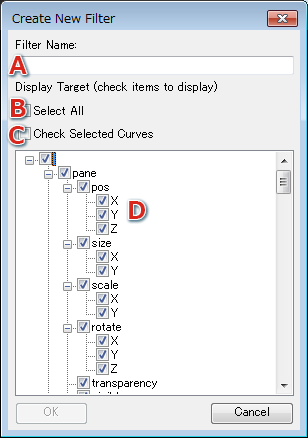 Create New Filter
Filter Name:
A
Display Target (check items to display)
B Select All
C Check Selected Curves
pane
pos
X
Y D
Z
size
X
Y
scale
X
Y
rotate
X
Y
Z
transparency
OK Cancel